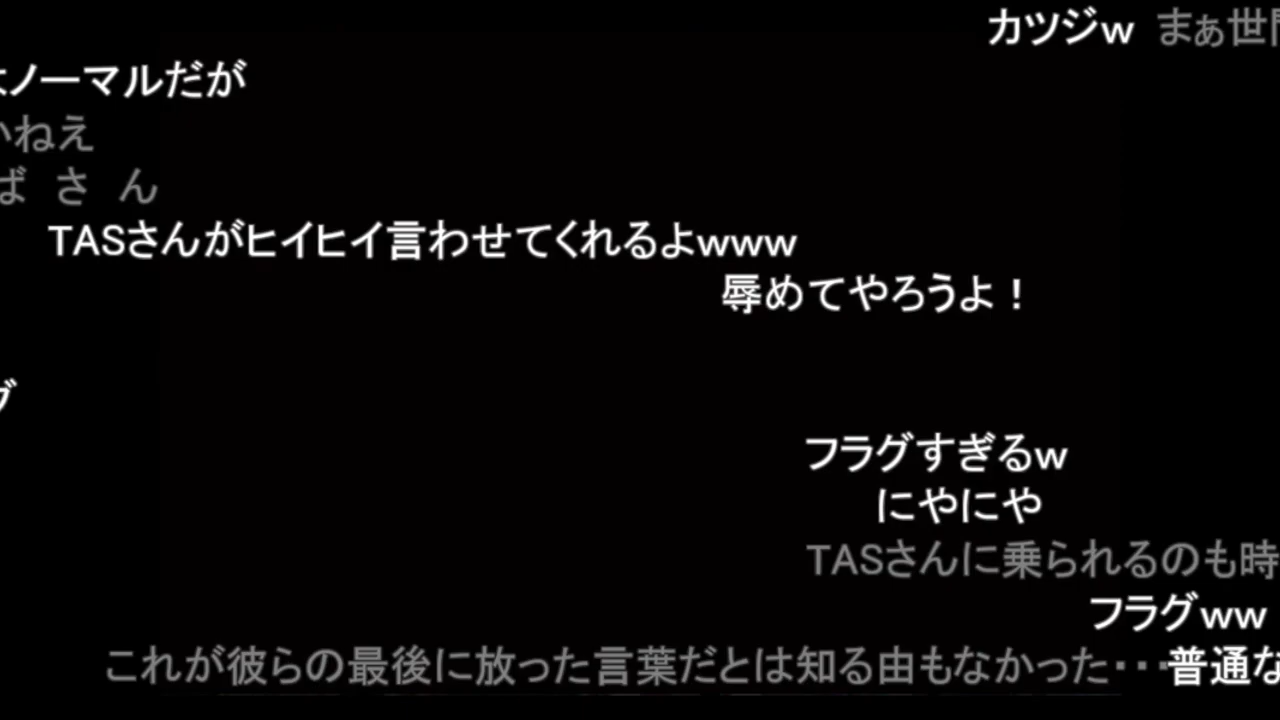 カツジw まぁ世間
はノーマルだが
いねえ
ば さ ん
TASさんがヒイヒイ言わせてくれるよwww
辱めてやろうよ！
グ
フラグすぎるw
にやにや
TASさんに乗られるのも時
フラグww
これが彼らの最後に放った言葉だとは知る由もなかった・・・普通な